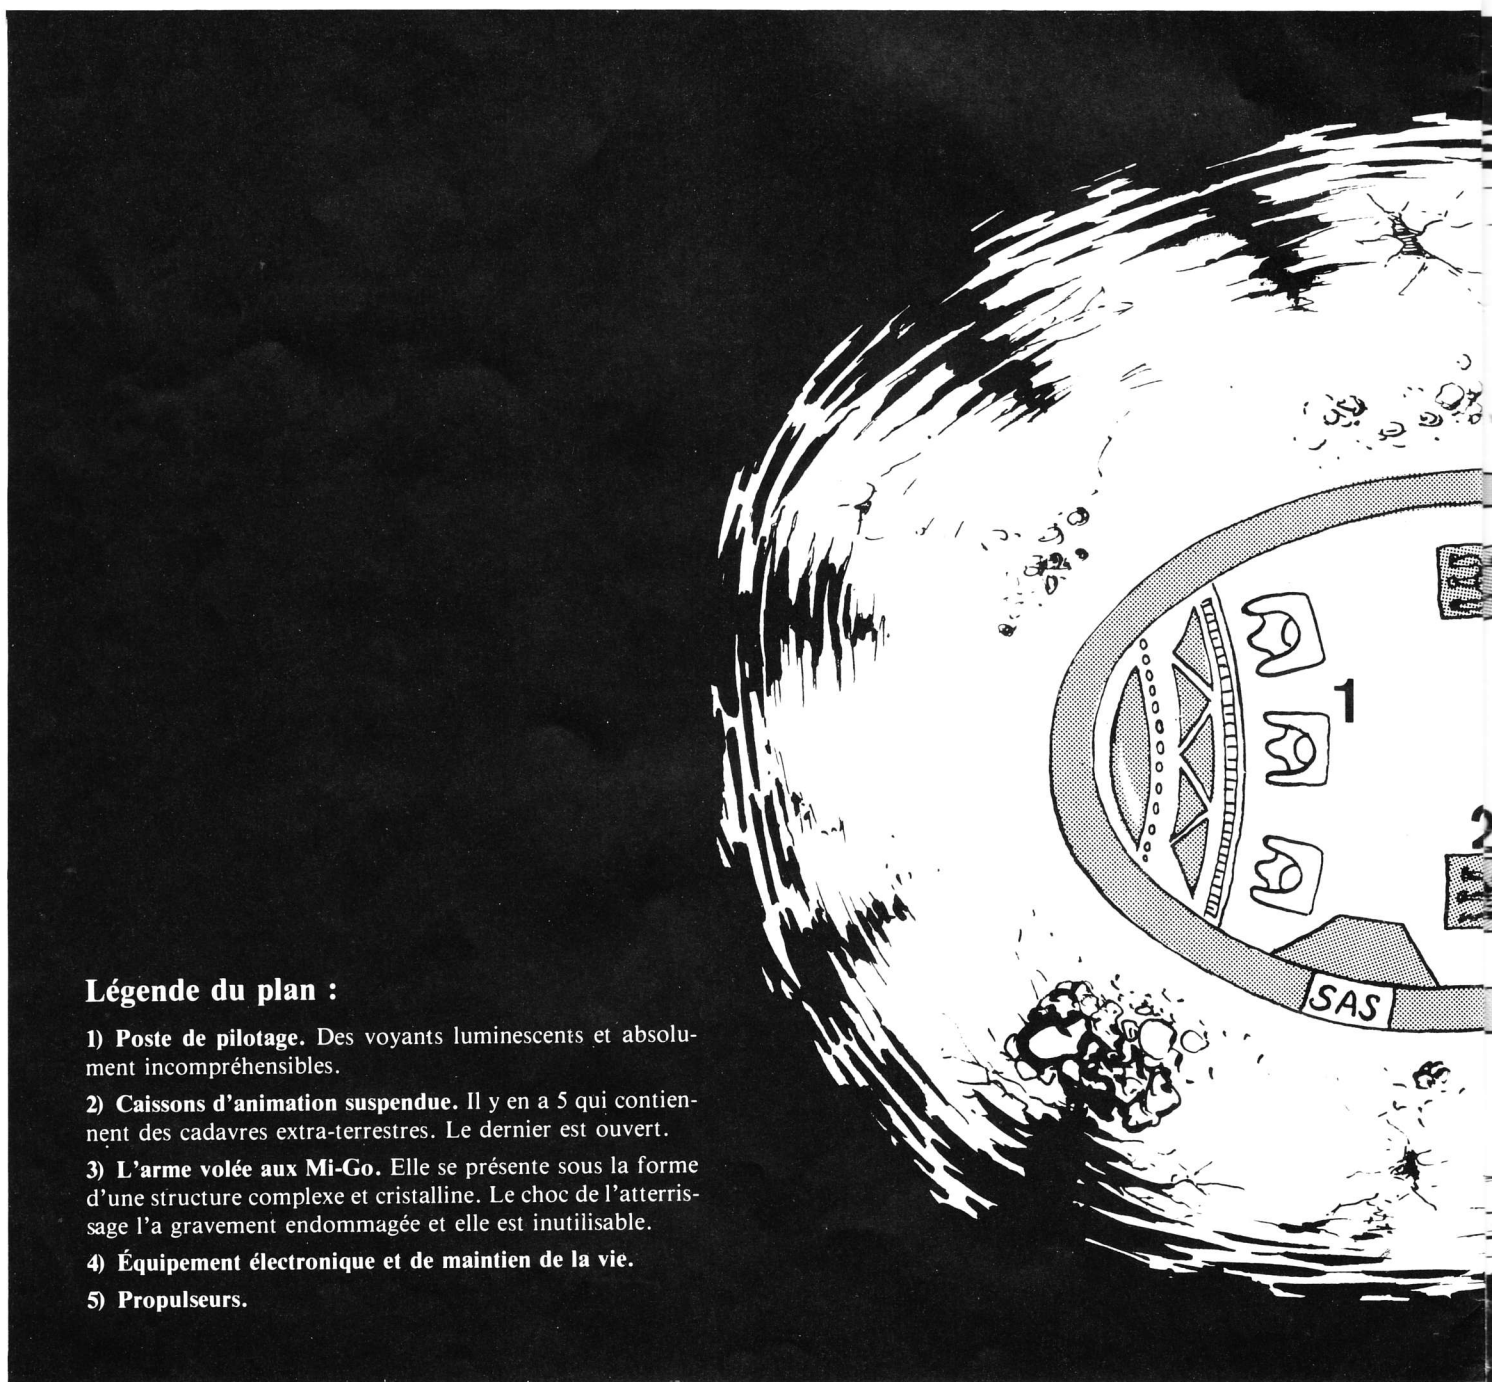 1
2
SAS
Légende du plan :
1) Poste de pilotage. Des voyants luminescents et absolu-
ment incompréhensibles.
2) Caissons d'animation suspendue. Il y en a 5 qui contien-
nent des cadavres extra-terrestres. Le dernier est ouvert.
3) L'arme volée aux Mi-Go. Elle se présente sous la forme
d'une structure complexe et cristalline. Le choc de l'atterris-
sage l'a gravement endommagée et elle est inutilisable.
4) Équipement électronique et de maintien de la vie.
5) Propulseurs.